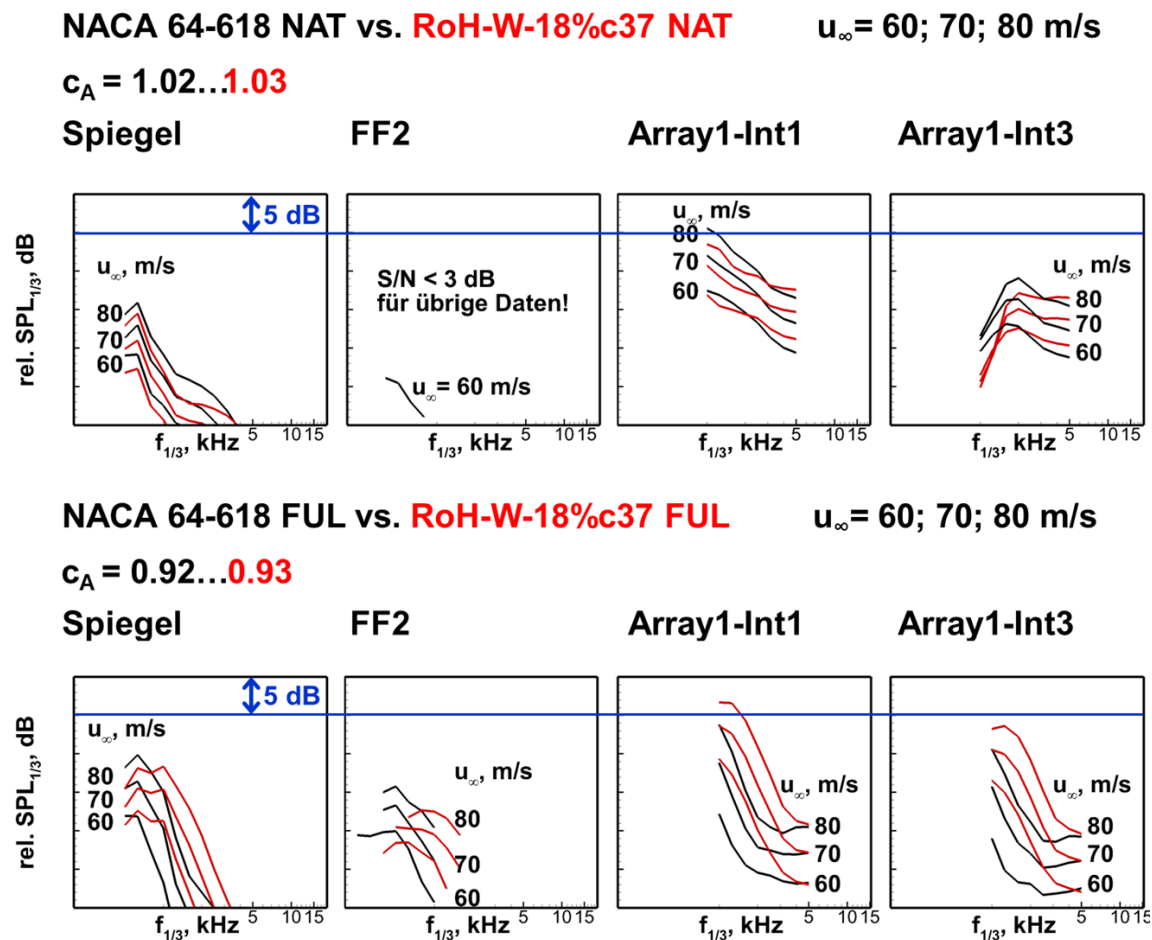 NACA 64-618 NAT vs. RoH-W-18%c37 NAT u∞= 60; 70; 80 m/s
cA = 1.02...1.03
Spiegel FF2 Array1-Int1 Array1-Int3
rel. SPL1/3, dB
5 dB
u∞, m/s
80
70
60
5 10 15
f1/3, kHz
S/N < 3 dB
für übrige Daten!
u∞= 60 m/s
5 10 15
f1/3, kHz
u∞, m/s
80
70
60
5 10 15
f1/3, kHz
u∞, m/s
80
70
60
5 10 15
f1/3, kHz
NACA 64-618 FUL vs. RoH-W-18%c37 FUL u∞= 60; 70; 80 m/s
cA = 0.92...0.93
Spiegel FF2 Array1-Int1 Array1-Int3
rel. SPL1/3, dB
5 dB
u∞, m/s
80
70
60
5 10 15
f1/3, kHz
u∞, m/s
80
70
60
5 10 15
f1/3, kHz
u∞, m/s
80
70
60
5 10 15
f1/3, kHz
u∞, m/s
80
70
60
5 10 15
f1/3, kHz